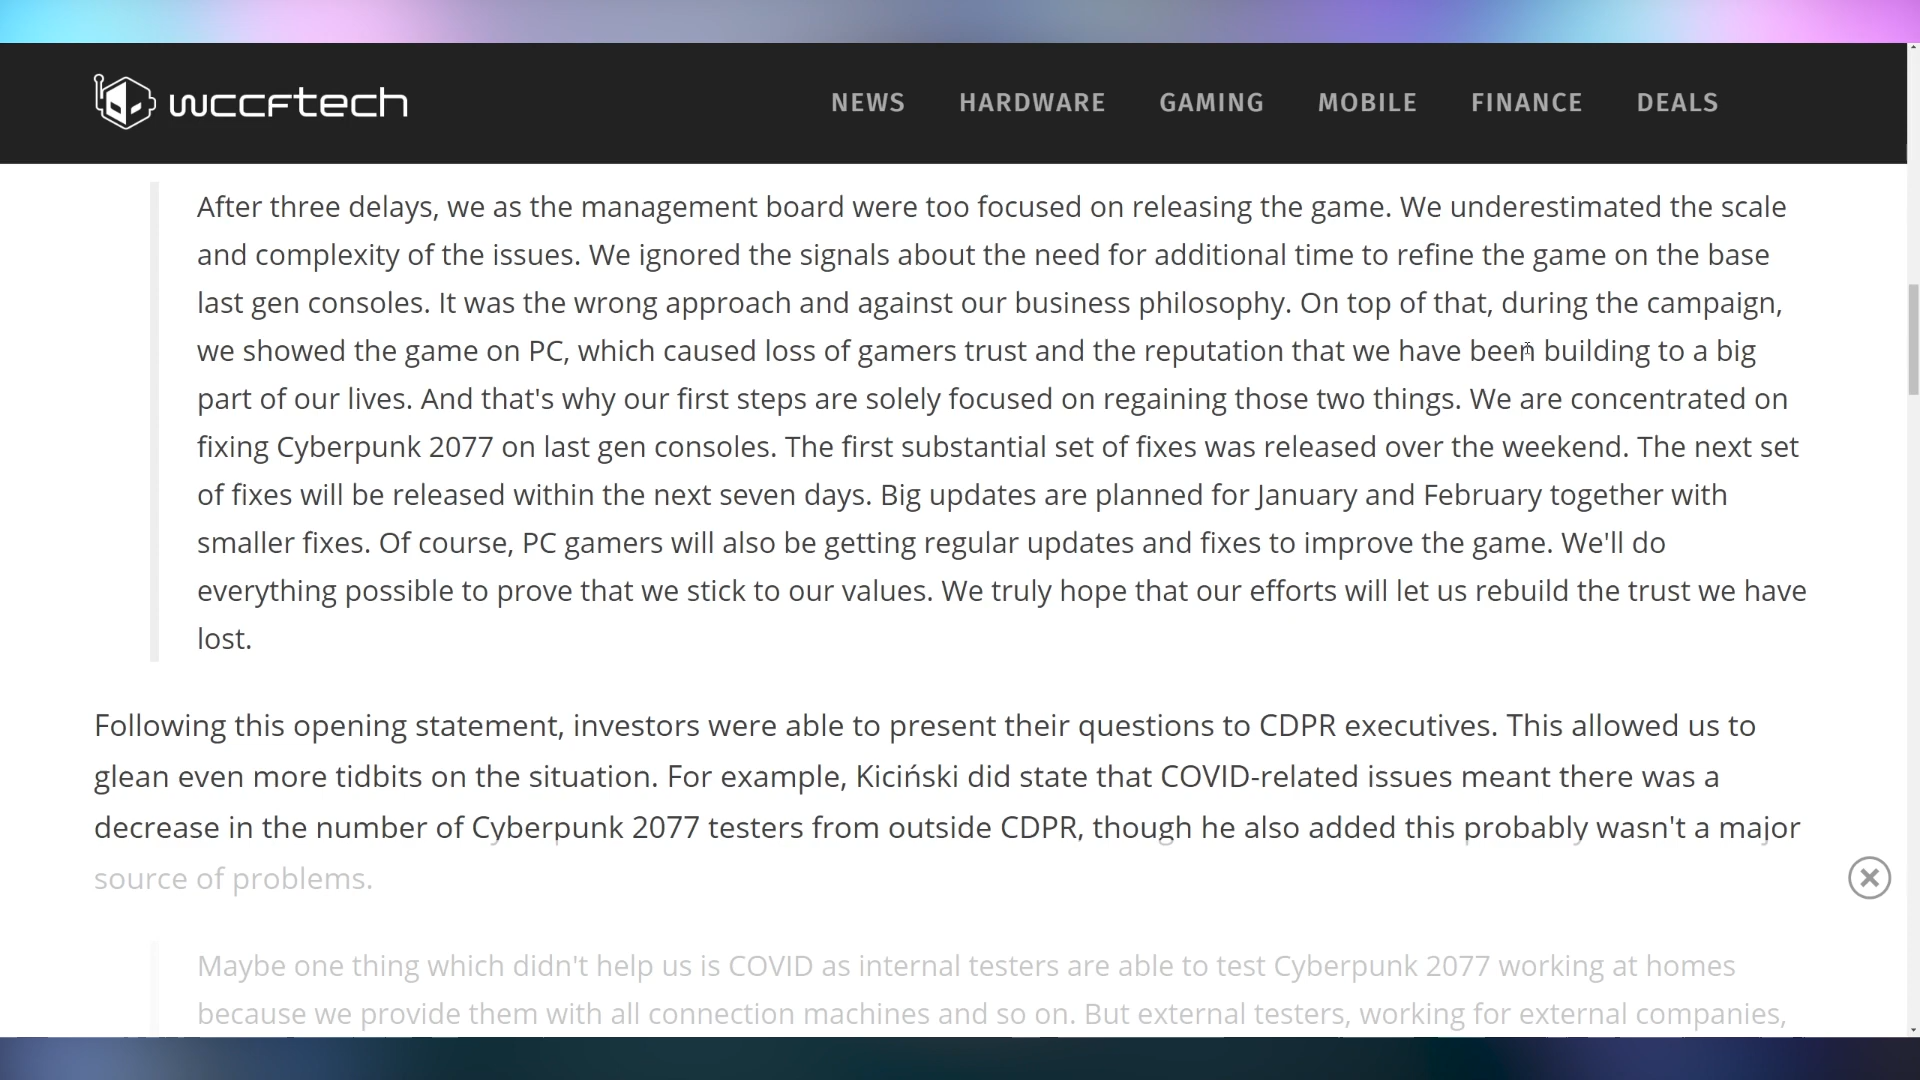 wccftech NEWS HARDWARE GAMING MOBILE FINANCE DEALS
After three delays, we as the management board were too focused on releasing the game. We underestimated the scale
and complexity of the issues. We ignored the signals about the need for additional time to refine the game on the base
last gen consoles. It was the wrong approach and against our business philosophy. On top of that, during the campaign,
we showed the game on PC, which caused loss of gamers trust and the reputation that we have been building to a big
part of our lives. And that's why our first steps are solely focused on regaining those two things. We are concentrated on
fixing Cyberpunk 2077 on last gen consoles. The first substantial set of fixes was released over the weekend. The next set
of fixes will be released within the next seven days. Big updates are planned for January and February together with
smaller fixes. Of course, PC gamers will also be getting regular updates and fixes to improve the game. We'll do
everything possible to prove that we stick to our values. We truly hope that our efforts will let us rebuild the trust we have
lost.
Following this opening statement, investors were able to present their questions to CDPR executives. This allowed us to
glean even more tidbits on the situation. For example, Kiciński did state that COVID-related issues meant there was a
decrease in the number of Cyberpunk 2077 testers from outside CDPR, though he also added this probably wasn't a major
source of problems.
Maybe one thing which didn't help us is COVID as internal testers are able to test Cyberpunk 2077 working at homes
because we provide them with all connection machines and so on. But external testers, working for external companies,